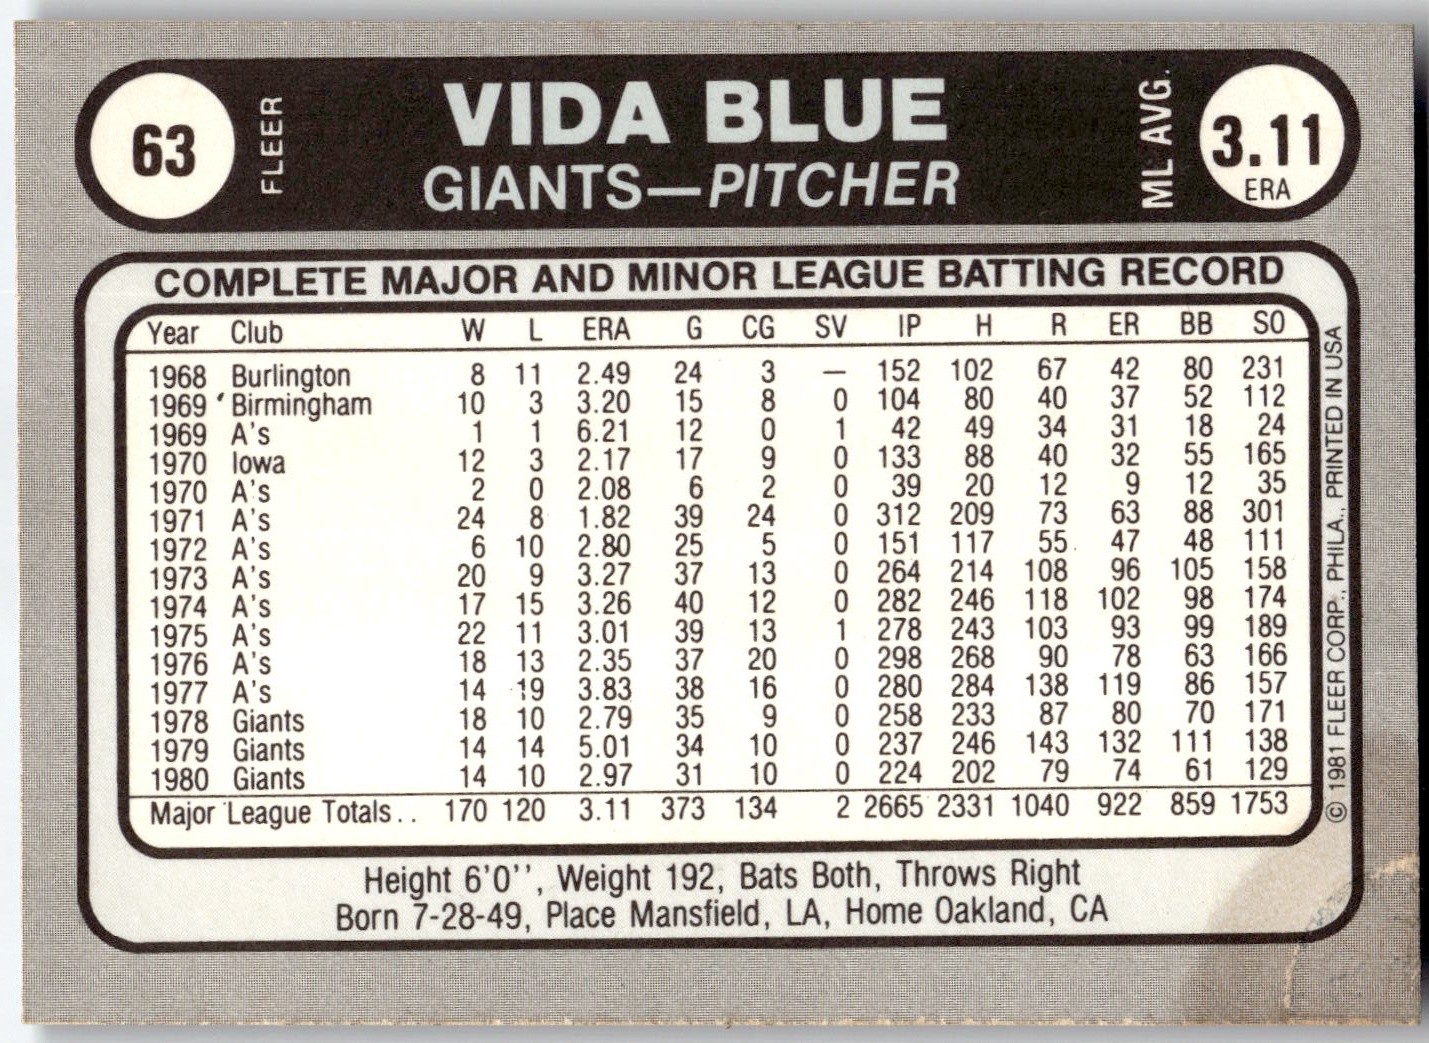 63 FLEER VIDA BLUE ML AVG. 3.11
GIANTS—PITCHER ERA
COMPLETE MAJOR AND MINOR LEAGUE BATTING RECORD
Year Club W L ERA G CG SV IP H R ER BB SO
1968 Burlington 8 11 2.49 24 3 — 152 102 67 42 80 231
1969 Birmingham 10 3 3.20 15 8 0 104 80 40 37 52 112
1969 A's 1 1 6.21 12 0 1 42 49 34 31 18 24
1970 Iowa 12 3 2.17 17 9 0 133 88 40 32 55 165
1970 A's 2 0 2.08 6 2 0 39 20 12 9 12 35
1971 A's 24 8 1.82 39 24 0 312 209 73 63 88 301
1972 A's 6 10 2.80 25 5 0 151 117 55 47 48 111
1973 A's 20 9 3.27 37 13 0 264 214 108 96 105 158
1974 A's 17 15 3.26 40 12 0 282 246 118 102 98 174
1975 A's 22 11 3.01 39 13 1 278 243 103 93 99 189
1976 A's 18 13 2.35 37 20 0 298 268 90 78 63 166
1977 A's 14 19 3.83 38 16 0 280 284 138 119 86 157
1978 Giants 18 10 2.79 35 9 0 258 233 87 80 70 171
1979 Giants 14 14 5.01 34 10 0 237 246 143 132 111 138
1980 Giants 14 10 2.97 31 10 0 224 202 79 74 61 129
Major League Totals.. 170 120 3.11 373 134 2 2665 2331 1040 922 859 1753
Height 6'0'', Weight 192, Bats Both, Throws Right
Born 7-28-49, Place Mansfield, LA, Home Oakland, CA
© 1981 FLEER CORP., PHILA., PRINTED IN USA